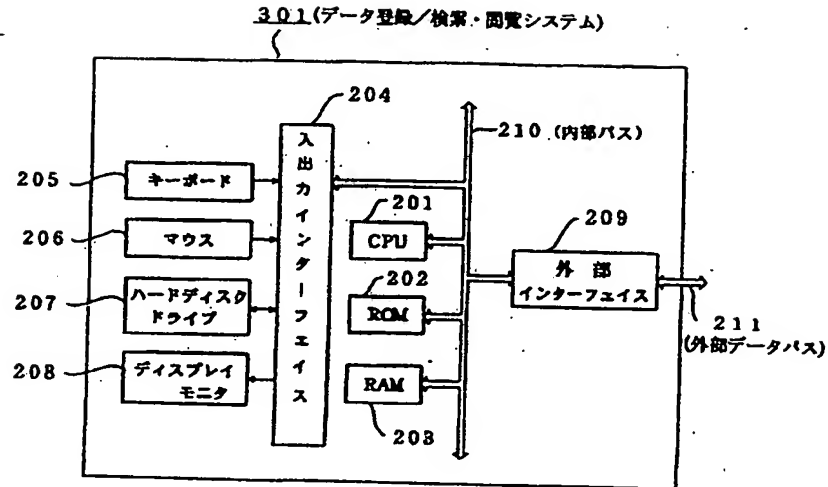 301(データ登録/検索・閲覧システム)
204
210 (内部バス)
入出力インターフェイス
205
キーボード
201
CPU
209
206
マウス
202
外部
インターフェイス
207
ハードディスク
ドライブ
ROM
211
(外部データバス)
208
ディスプレイ
モニタ
RAM
203